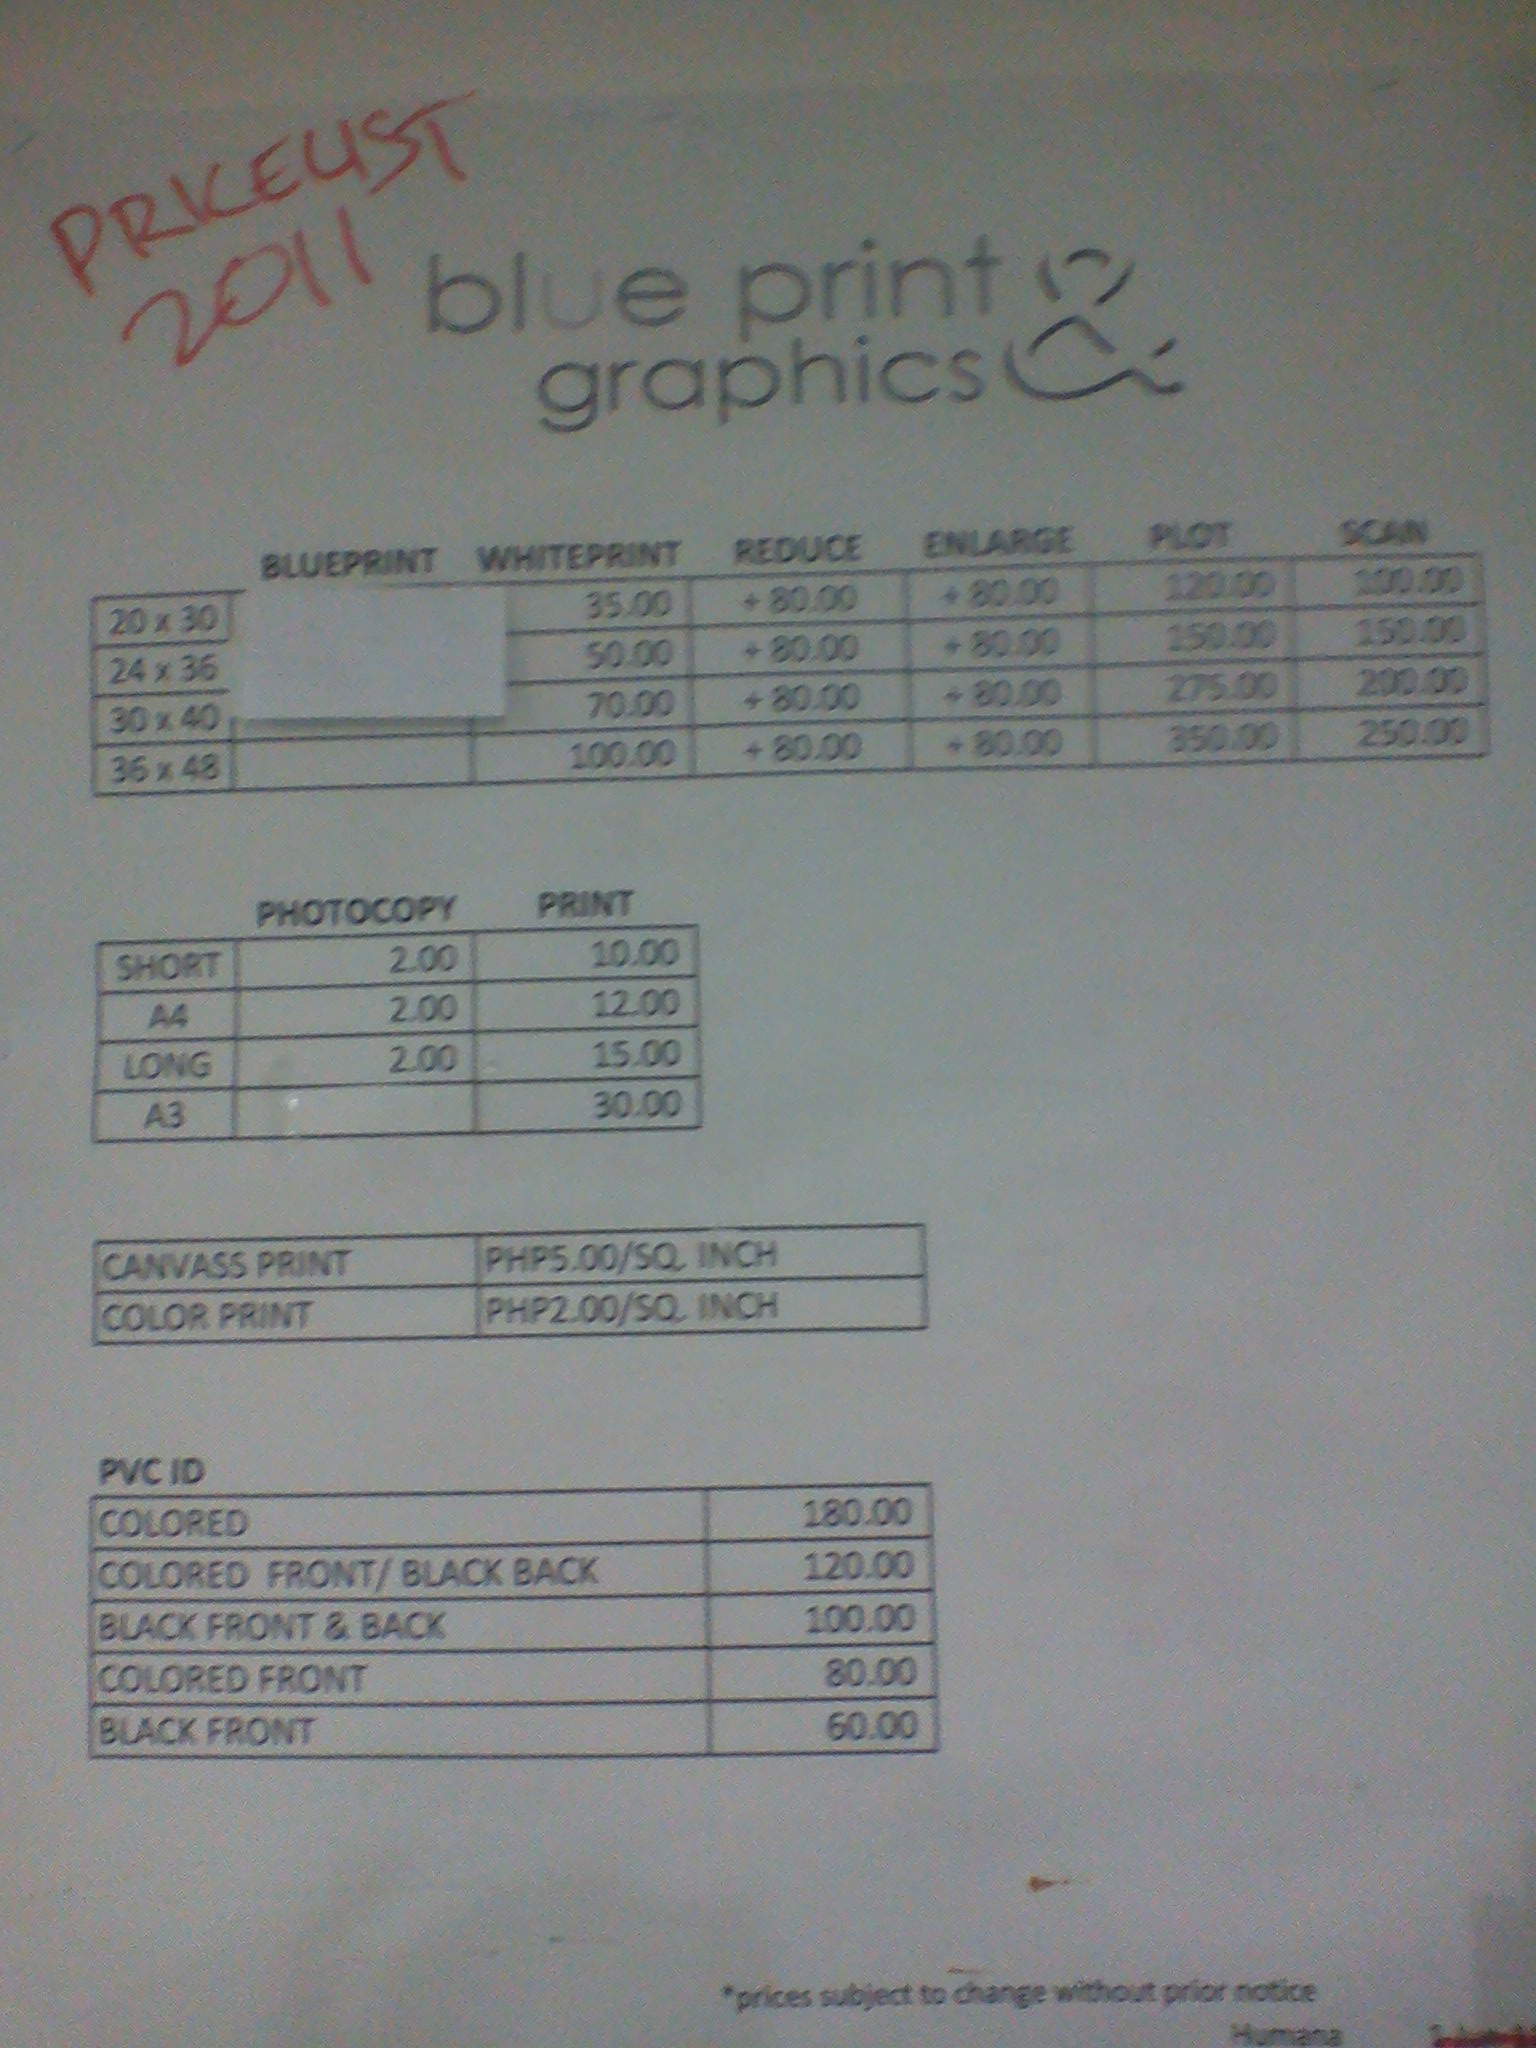 PRICELIST
2011
blue print
graphics
BLUEPRINT WHITEPRINT REDUCE ENLARGE PLOT SCAN
20 x 30 35.00 + 80.00 + 80.00 120.00 100.00
24 x 36 50.00 + 80.00 + 80.00 150.00 150.00
30 x 40 70.00 + 80.00 + 80.00 275.00 200.00
36 x 48 100.00 + 80.00 + 80.00 350.00 250.00
PHOTOCOPY PRINT
SHORT 2.00 10.00
A4 2.00 12.00
LONG 2.00 15.00
A3 30.00
CANVASS PRINT PHP5.00/SQ. INCH
COLOR PRINT PHP2.00/SQ. INCH
PVC ID
COLORED 180.00
COLORED FRONT/ BLACK BACK 120.00
BLACK FRONT & BACK 100.00
COLORED FRONT 80.00
BLACK FRONT 60.00
*prices subject to change without prior notice
Humana